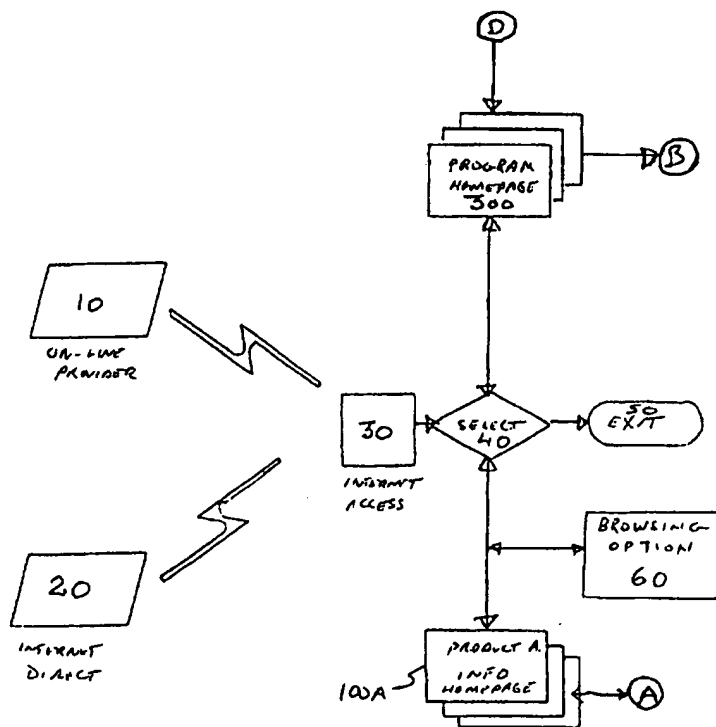 D
PROGRAM
HOMEPAGE
300
B
10
ON-LINE
PROVIDER
30
INTERNET
ACCESS
SELECT
40
50
EXIT
BROWSING
OPTION
60
20
INTERNET
DIRECT
PRODUCT A
INFO
HOMEPAGE
100A
A